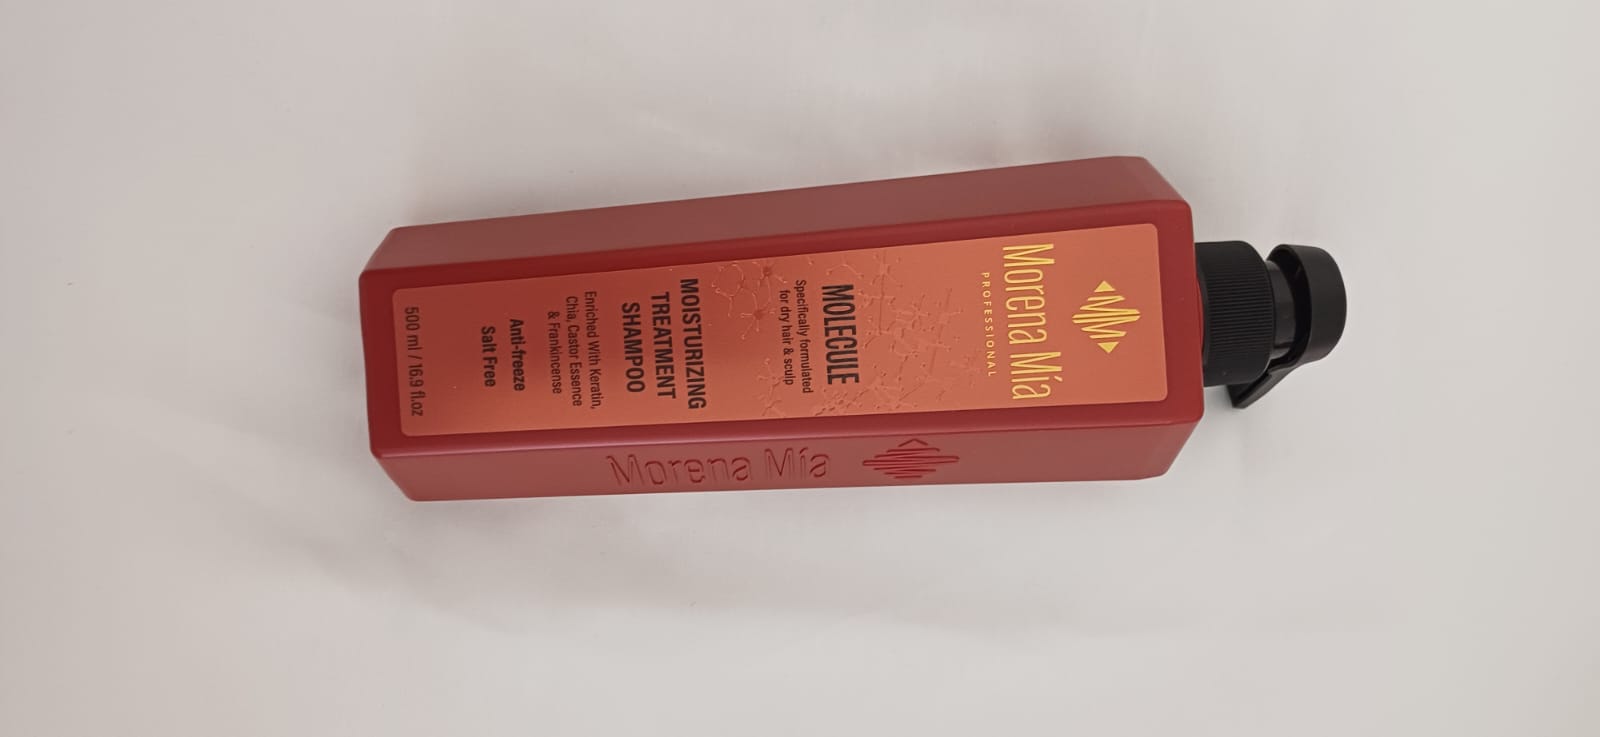 Morena Mía
PROFESSIONAL
MOLECULE
Specifically formulated
for dry hair & sculp
MOISTURIZING
TREATMENT
SHAMPOO
Enriched With Keratin,
Chia, Castor Essence
& Frankincense
Anti-freeze
Salt Free
500 ml / 16.9 fl.oz
Morena Mía